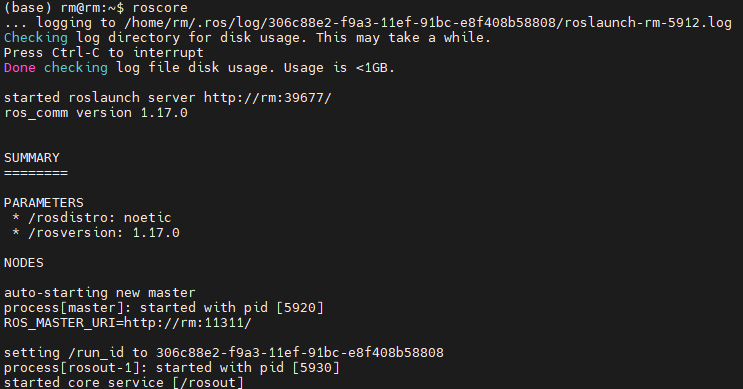 (base) rm@rm:~$ roscore
... logging to /home/rm/.ros/log/306c88e2-f9a3-11ef-91bc-e8f408b58808/roslaunch-rm-5912.log
Checking log directory for disk usage. This may take a while.
Press Ctrl-C to interrupt
Done checking log file disk usage. Usage is <1GB.
started roslaunch server http://rm:39677/
ros_comm version 1.17.0
SUMMARY
========
PARAMETERS
 * /rosdistro: noetic
 * /rosversion: 1.17.0
NODES
auto-starting new master
process[master]: started with pid [5920]
ROS_MASTER_URI=http://rm:11311/
setting /run_id to 306c88e2-f9a3-11ef-91bc-e8f408b58808
process[rosout-1]: started with pid [5930]
started core service [/rosout]